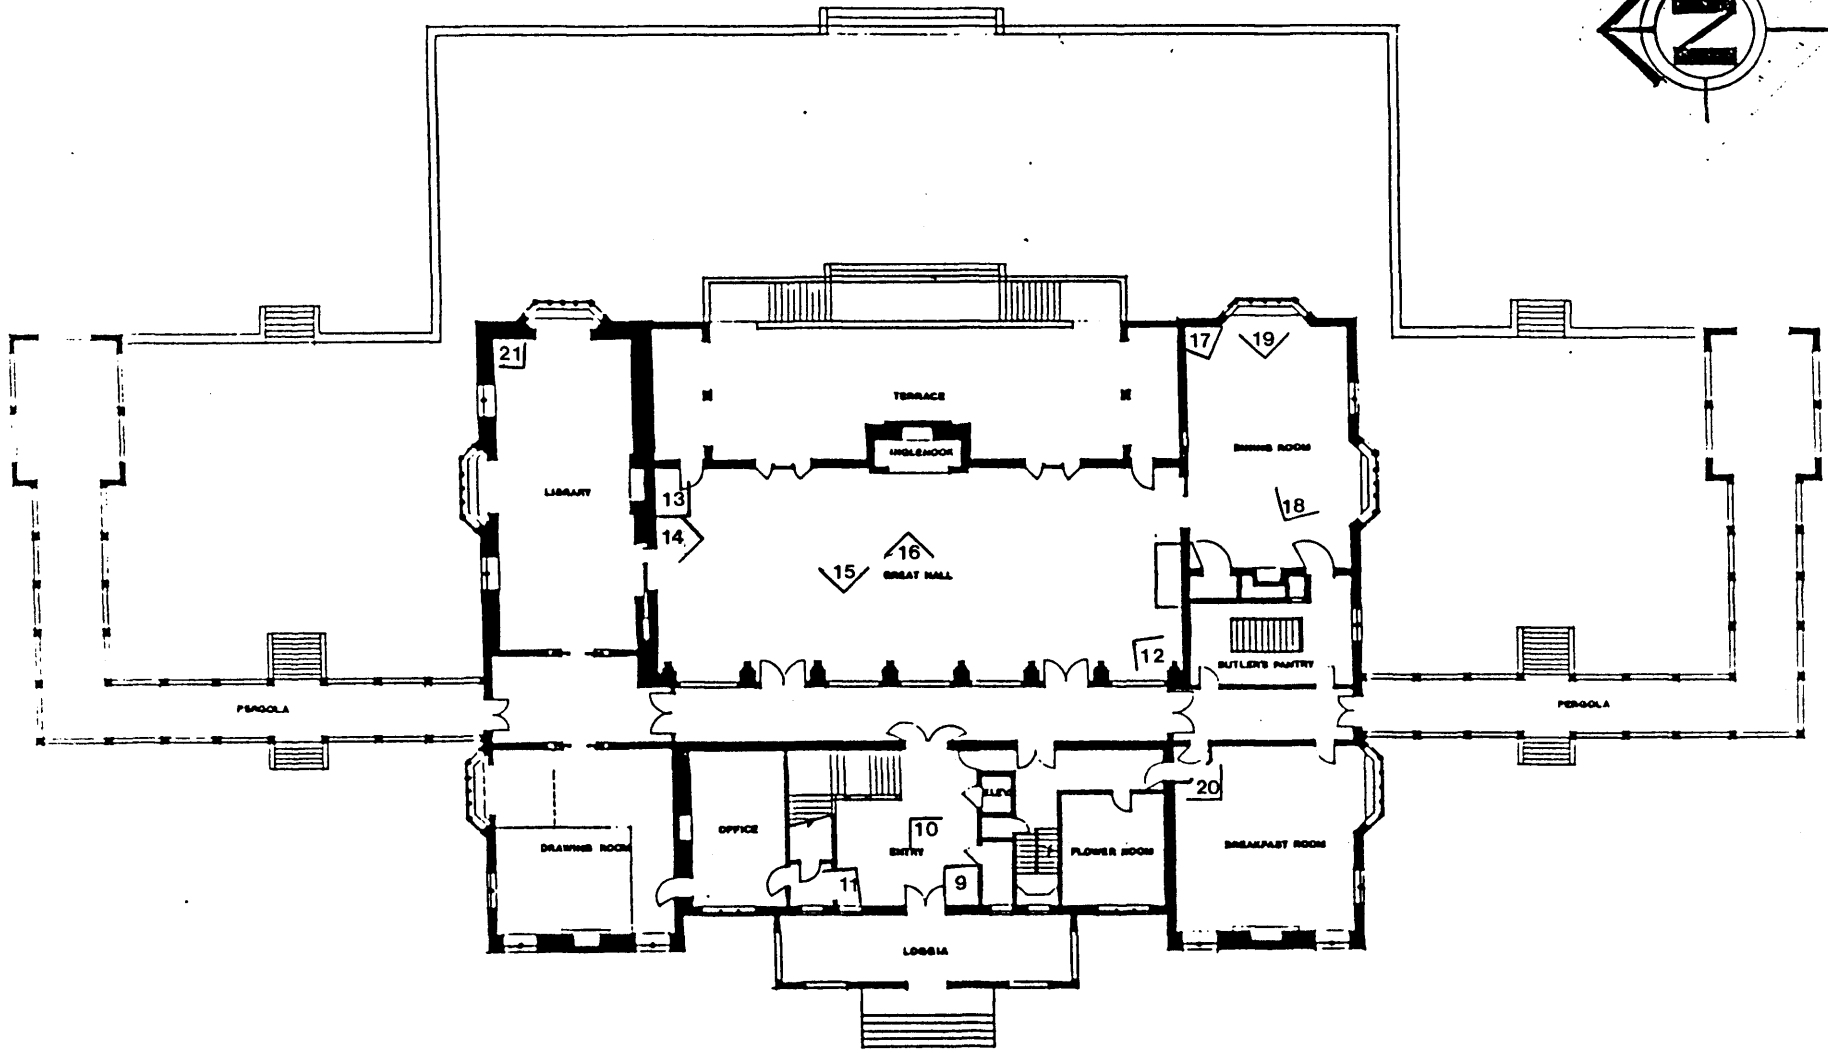 N
21
17
19
TERRACE
INGLENOOK
DINING ROOM
LIBRARY
13
18
14
16
15
GREAT HALL
12
BUTLER'S PANTRY
PERGOLA
PERGOLA
20
ELEV.
10
OFFICE
DRAWING ROOM
ENTRY
FLOWER ROOM
BREAKFAST ROOM
11
9
LOGGIA